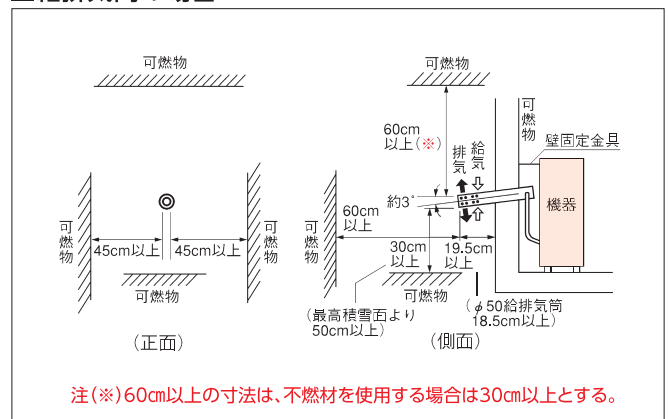 可燃物
可燃物
45cm以上
45cm以上
可燃物
可燃物
(正面)
可燃物
60cm
以上(※)
排気
給気
可燃物
壁固定金具
機器
約3°
可燃物
60cm
以上
30cm
以上
19.5cm
以上
可燃物
(最高積雪面より
50cm以上)
(φ50給排気筒
18.5cm以上)
(側面)
注(※)60cm以上の寸法は、不燃材を使用する場合は30cm以上とする。